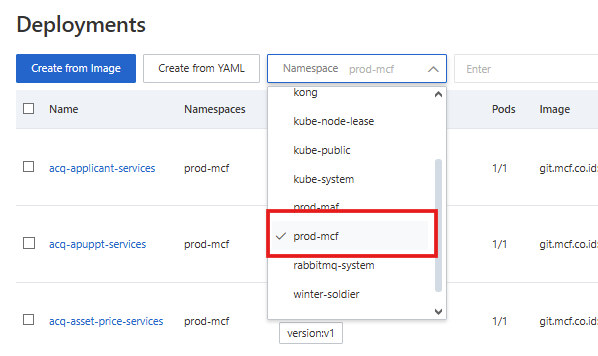 Deployments
Create from Image
Create from YAML
Namespace prod-mcf
Enter
Name Namespaces Pods Image
kong
kube-node-lease
kube-public
kube-system
prod-maf
prod-mcf
rabbitmq-system
winter-soldier
acq-applicant-services prod-mcf 1/1 git.mcf.co.id
acq-apuppt-services prod-mcf 1/1 git.mcf.co.id
acq-asset-price-services prod-mcf 1/1 git.mcf.co.id
version:v1